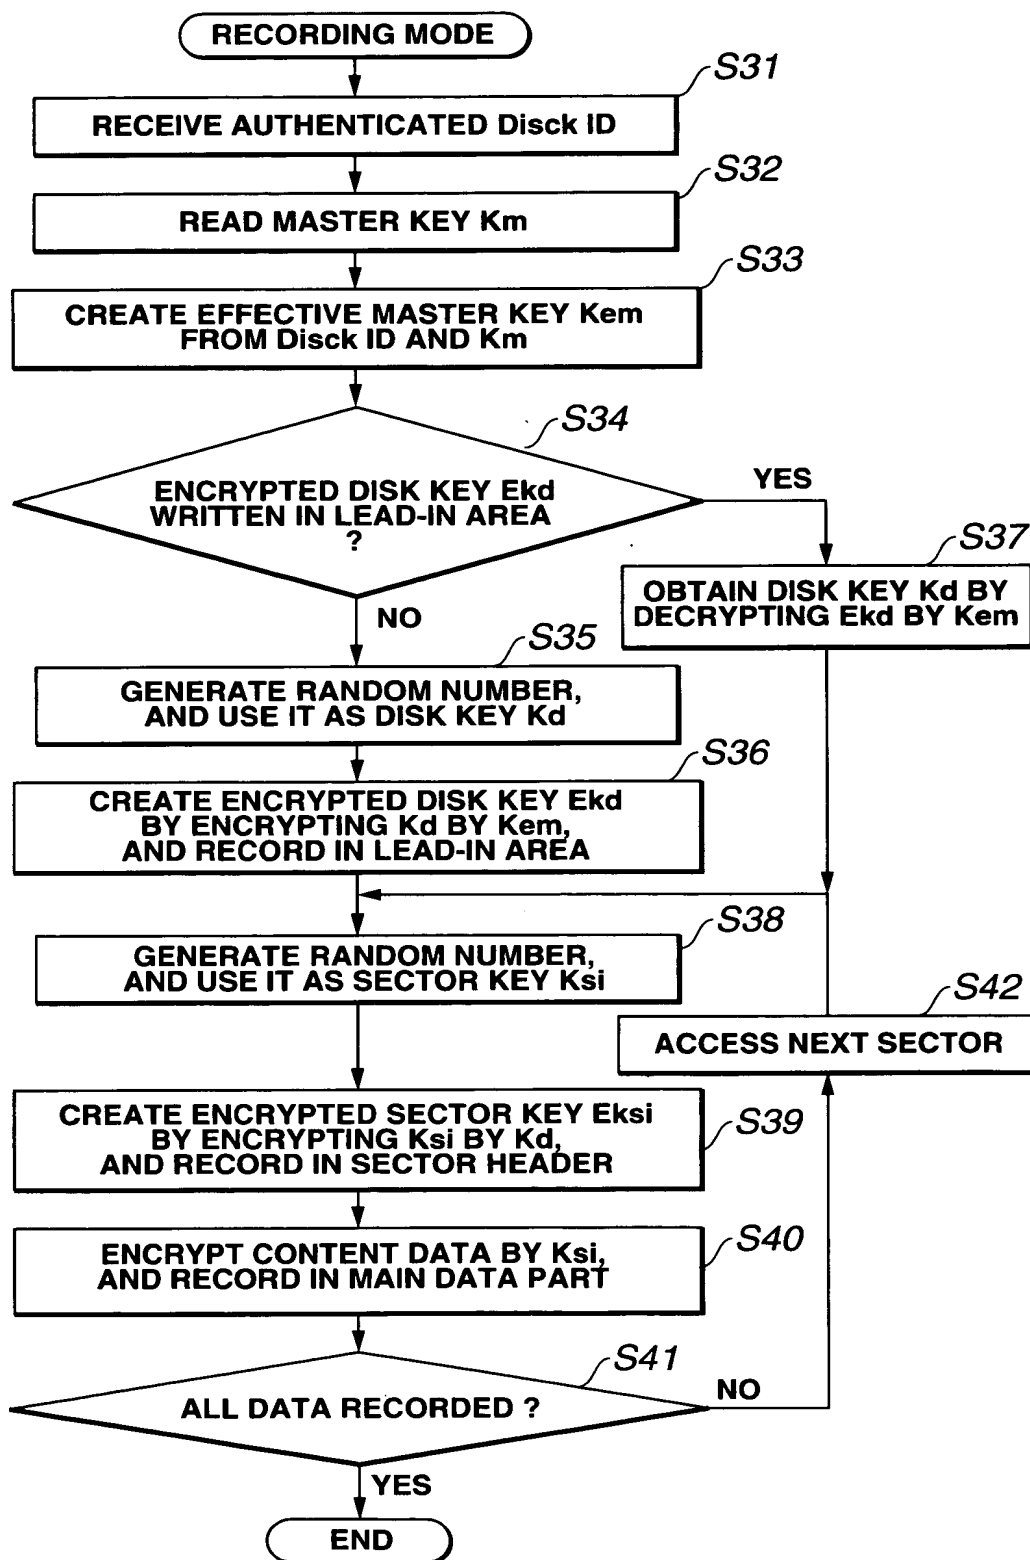 RECORDING MODE
S31
RECEIVE AUTHENTICATED Disck ID
S32
READ MASTER KEY Km
S33
CREATE EFFECTIVE MASTER KEY Kem
FROM Disck ID AND Km
S34
ENCRYPTED DISK KEY Ekd
WRITTEN IN LEAD-IN AREA
?
YES
NO
S37
OBTAIN DISK KEY Kd BY
DECRYPTING Ekd BY Kem
S35
GENERATE RANDOM NUMBER,
AND USE IT AS DISK KEY Kd
S36
CREATE ENCRYPTED DISK KEY Ekd
BY ENCRYPTING Kd BY Kem,
AND RECORD IN LEAD-IN AREA
S38
GENERATE RANDOM NUMBER,
AND USE IT AS SECTOR KEY Ksi
S42
ACCESS NEXT SECTOR
S39
CREATE ENCRYPTED SECTOR KEY Eksi
BY ENCRYPTING Ksi BY Kd,
AND RECORD IN SECTOR HEADER
S40
ENCRYPT CONTENT DATA BY Ksi,
AND RECORD IN MAIN DATA PART
S41
ALL DATA RECORDED ?
NO
YES
END